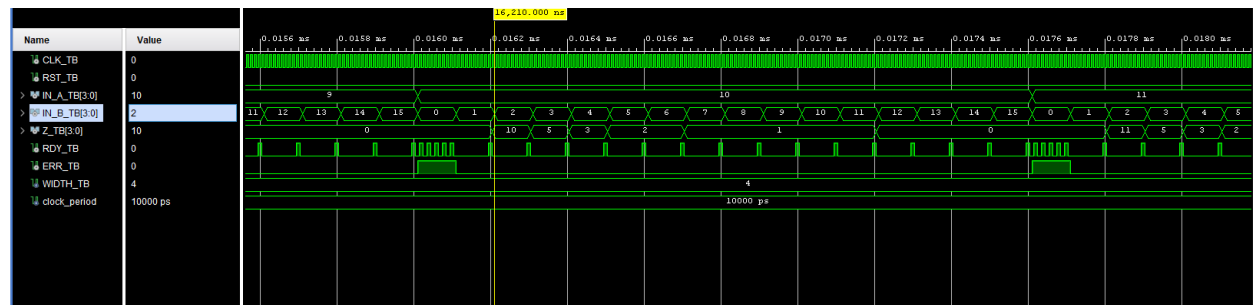 16,210.000 ns
Name Value 0.0156 ms 0.0158 ms 0.0160 ms 0.0162 ms 0.0164 ms 0.0166 ms 0.0168 ms 0.0170 ms 0.0172 ms 0.0174 ms 0.0176 ms 0.0178 ms 0.0180 ms
CLK_TB 0
RST_TB 0
IN_A_TB[3:0] 10 9 10 11
IN_B_TB[3:0] 2 11 12 13 14 15 0 1 2 3 4 5 6 7 8 9 10 11 12 13 14 15 0 1 2 3 4 5
Z_TB[3:0] 10 0 10 5 3 2 1 0 11 5 3 2
RDY_TB 0
ERR_TB 0
WIDTH_TB 4 4
clock_period 10000 ps 10000 ps